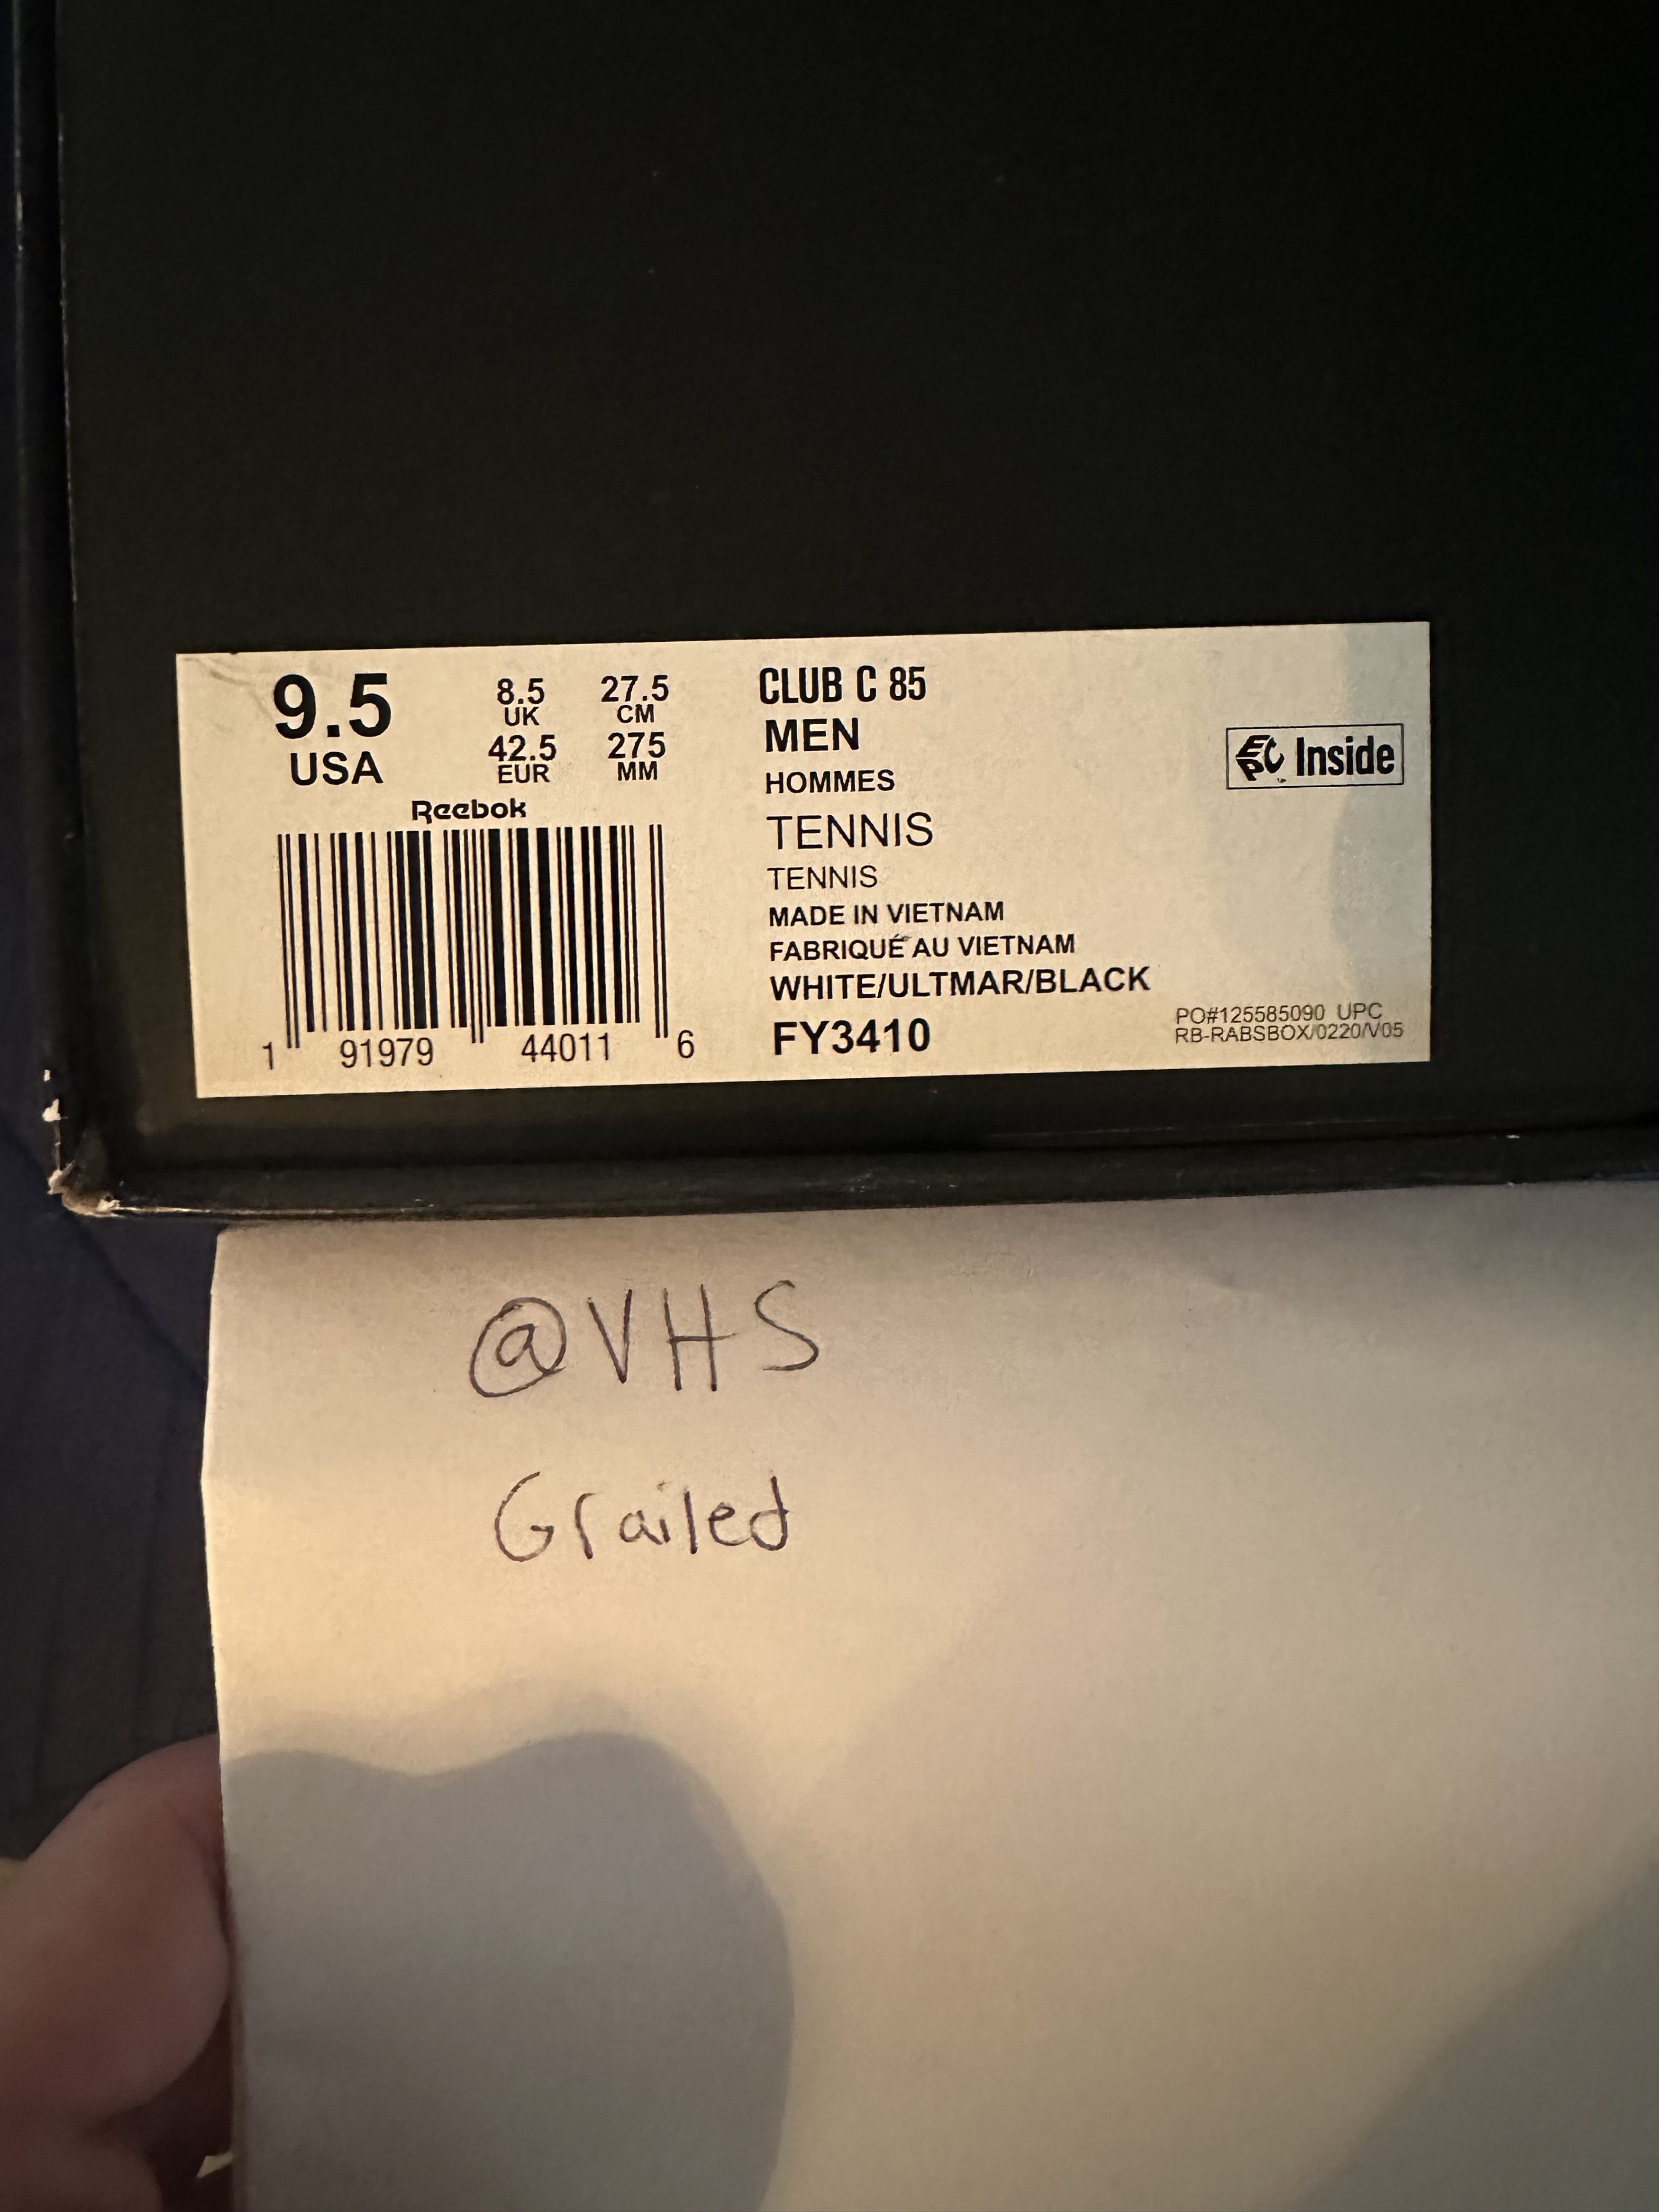 9.5
USA
8.5
UK
42.5
EUR
27.5
CM
275
MM
Reebok
1 91979 44011 6
CLUB C 85
MEN
HOMMES
TENNIS
TENNIS
MADE IN VIETNAM
FABRIQUÉ AU VIETNAM
WHITE/ULTMAR/BLACK
FY3410
EPC Inside
PO#125585090 UPC
RB-RABSBOX/0220/V05
@VHS
Grailed